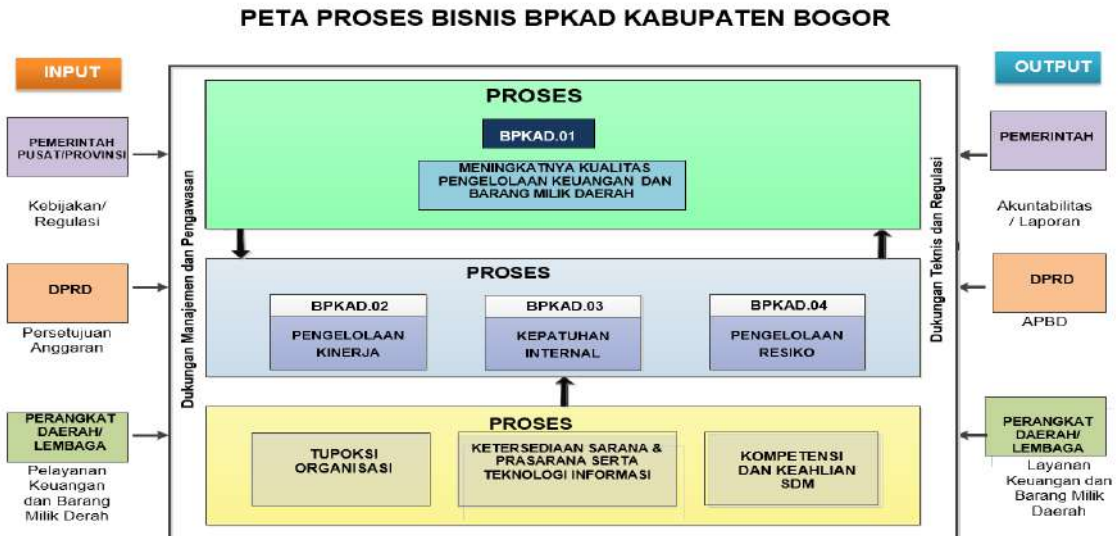 PETA PROSES BISNIS BPKAD KABUPATEN BOGOR
INPUT
PEMERINTAH
PUSAT/PROVINSI
Kebijakan/
Regulasi
DPRD
Persetujuan
Anggaran
PERANGKAT
DAERAH/
LEMBAGA
Pelayanan
Keuangan
dan Barang
Milik Derah
Dukungan Manajemen dan Pengawasan
PROSES
BPKAD.01
MENINGKATNYA KUALITAS
PENGELOLAAN KEUANGAN DAN
BARANG MILIK DAERAH
PROSES
BPKAD.02
PENGELOLAAN
KINERJA
BPKAD.03
KEPATUHAN
INTERNAL
BPKAD.04
PENGELOLAAN
RESIKO
PROSES
TUPOKSI
ORGANISASI
KETERSEDIAAN SARANA &
PRASARANA SERTA
TEKNOLOGI INFORMASI
KOMPETENSI
DAN KEAHLIAN
SDM
Dukungan Teknis dan Regulasi
OUTPUT
PEMERINTAH
Akuntabilitas
/ Laporan
DPRD
APBD
PERANGKAT
DAERAH/
LEMBAGA
Layanan
Keuangan dan
Barang Milik
Daerah